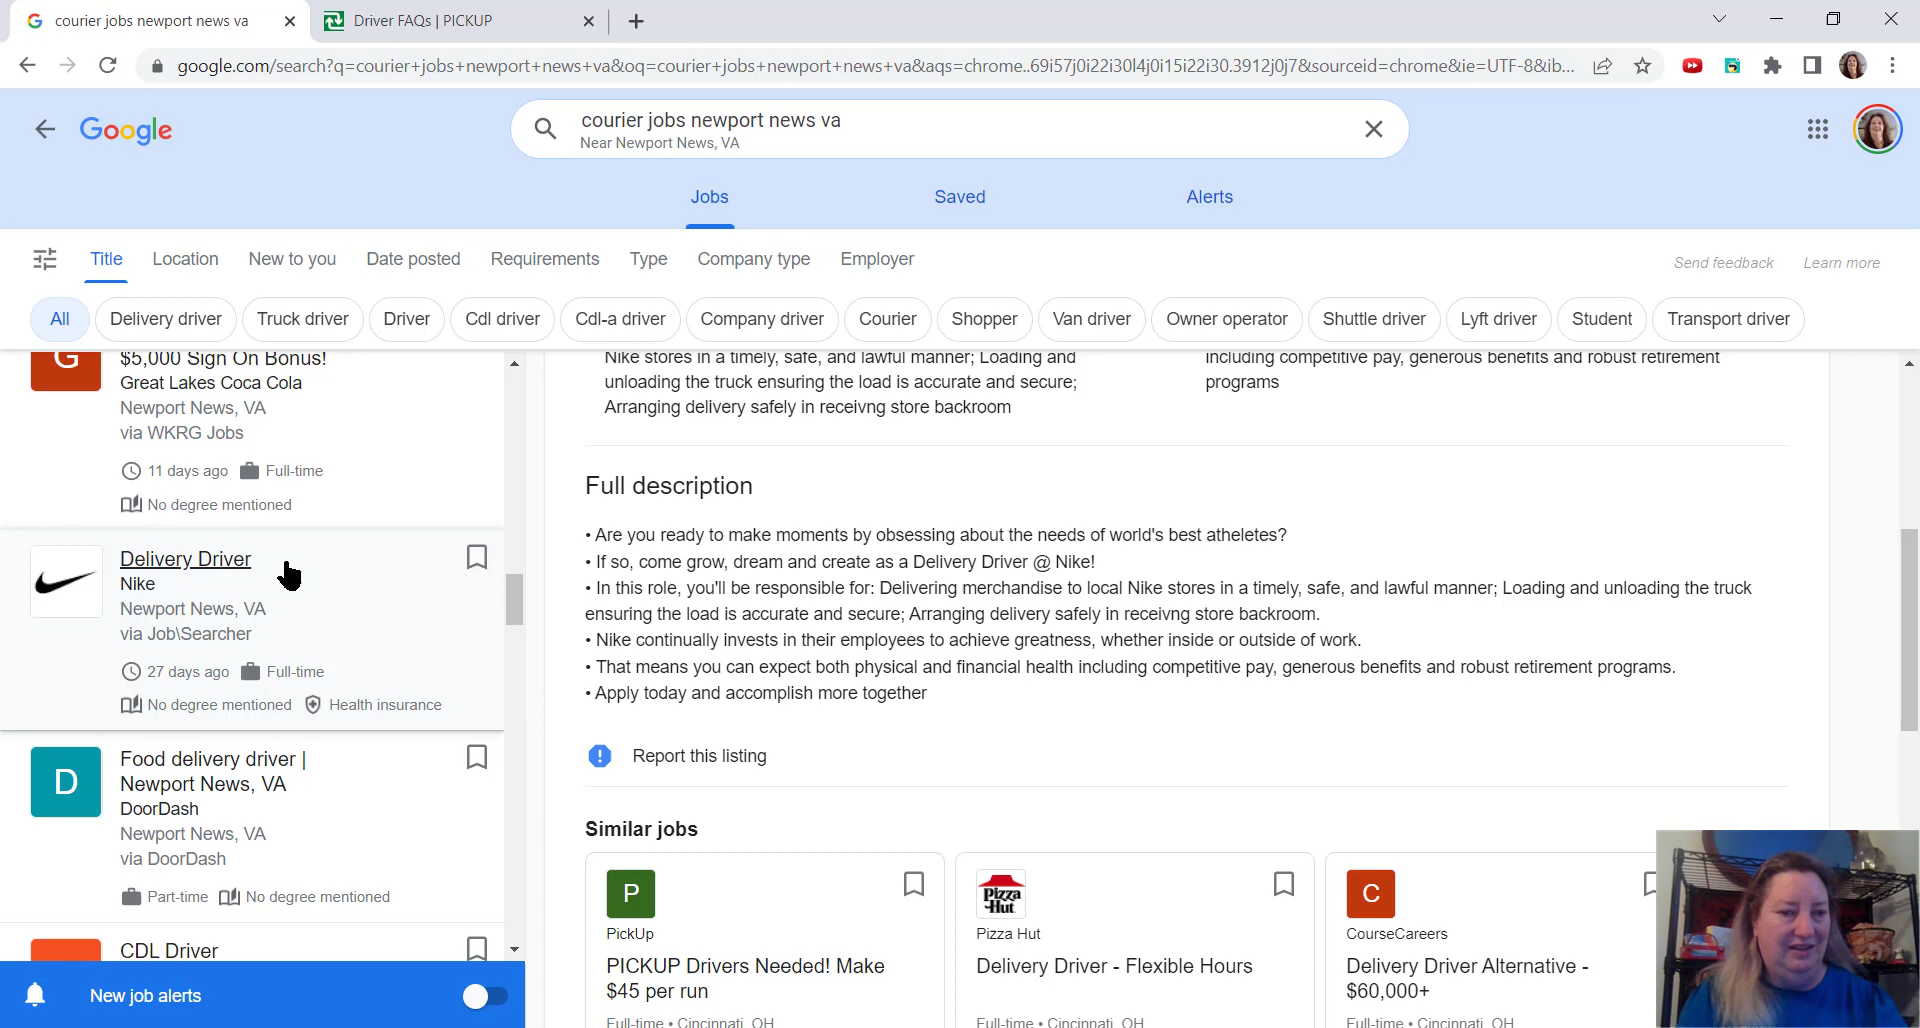 courier jobs newport news va
Driver FAQs | PICKUP
google.com/search?q=courier+jobs+newport+news+va&oq=courier+jobs+newport+news+va&aqs=chrome..69i57j0i22i30l4j0i15i22i30.3912j0j7&sourceid=chrome&ie=UTF-8&ib...
Google
courier jobs newport news va
Near Newport News, VA
Jobs
Saved
Alerts
Title
Location
New to you
Date posted
Requirements
Type
Company type
Employer
Send feedback
Learn more
All
Delivery driver
Truck driver
Driver
Cdl driver
Cdl-a driver
Company driver
Courier
Shopper
Van driver
Owner operator
Shuttle driver
Lyft driver
Student
Transport driver
G
$5,000 Sign On Bonus!
Great Lakes Coca Cola
Newport News, VA
via WKRG Jobs
11 days ago
Full-time
No degree mentioned
Delivery Driver
Nike
Newport News, VA
via Job\Searcher
27 days ago
Full-time
No degree mentioned
Health insurance
D
Food delivery driver |
Newport News, VA
DoorDash
Newport News, VA
via DoorDash
Part-time
No degree mentioned
CDL Driver
New job alerts
Nike stores in a timely, safe, and lawful manner; Loading and
unloading the truck ensuring the load is accurate and secure;
Arranging delivery safely in receivng store backroom
including competitive pay, generous benefits and robust retirement
programs
Full description
• Are you ready to make moments by obsessing about the needs of world's best atheletes?
• If so, come grow, dream and create as a Delivery Driver @ Nike!
• In this role, you'll be responsible for: Delivering merchandise to local Nike stores in a timely, safe, and lawful manner; Loading and unloading the truck
ensuring the load is accurate and secure; Arranging delivery safely in receivng store backroom.
• Nike continually invests in their employees to achieve greatness, whether inside or outside of work.
• That means you can expect both physical and financial health including competitive pay, generous benefits and robust retirement programs.
• Apply today and accomplish more together
Report this listing
Similar jobs
P
PickUp
PICKUP Drivers Needed! Make
$45 per run
Full-time • Cincinnati, OH
Pizza
Hut
Pizza Hut
Delivery Driver - Flexible Hours
Full-time • Cincinnati, OH
C
CourseCareers
Delivery Driver Alternative -
$60,000+
Full-time • Cincinnati, OH